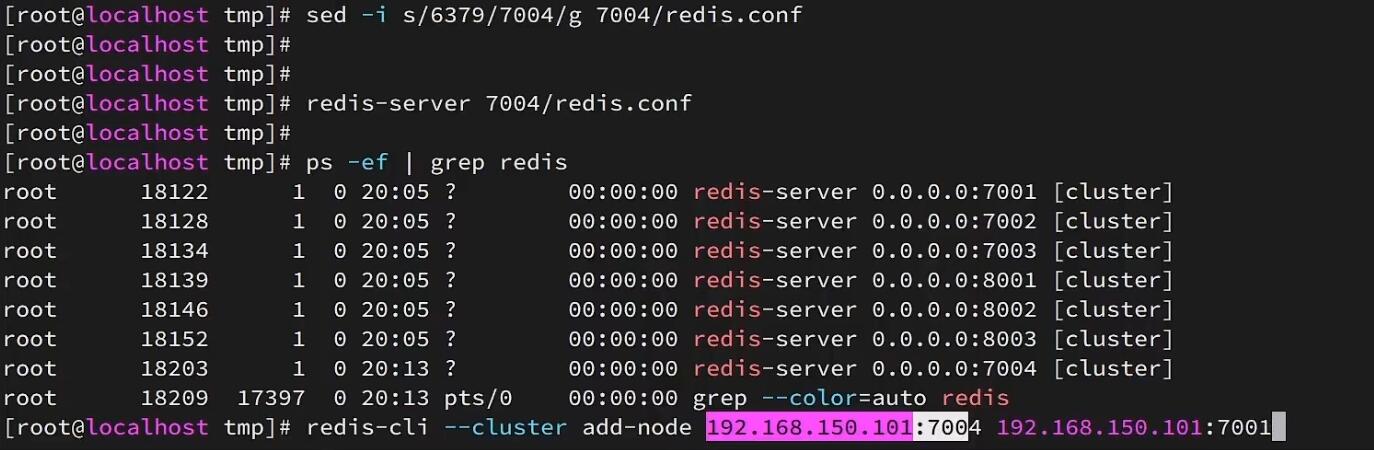 [root@localhost tmp]# sed -i s/6379/7004/g 7004/redis.conf
[root@localhost tmp]#
[root@localhost tmp]#
[root@localhost tmp]# redis-server 7004/redis.conf
[root@localhost tmp]#
[root@localhost tmp]# ps -ef | grep redis
root      18122      1  0 20:05 ?        00:00:00 redis-server 0.0.0.0:7001 [cluster]
root      18128      1  0 20:05 ?        00:00:00 redis-server 0.0.0.0:7002 [cluster]
root      18134      1  0 20:05 ?        00:00:00 redis-server 0.0.0.0:7003 [cluster]
root      18139      1  0 20:05 ?        00:00:00 redis-server 0.0.0.0:8001 [cluster]
root      18146      1  0 20:05 ?        00:00:00 redis-server 0.0.0.0:8002 [cluster]
root      18152      1  0 20:05 ?        00:00:00 redis-server 0.0.0.0:8003 [cluster]
root      18203      1  0 20:13 ?        00:00:00 redis-server 0.0.0.0:7004 [cluster]
root      18209  17397  0 20:13 pts/0    00:00:00 grep --color=auto redis
[root@localhost tmp]# redis-cli --cluster add-node 192.168.150.101:7004 192.168.150.101:7001